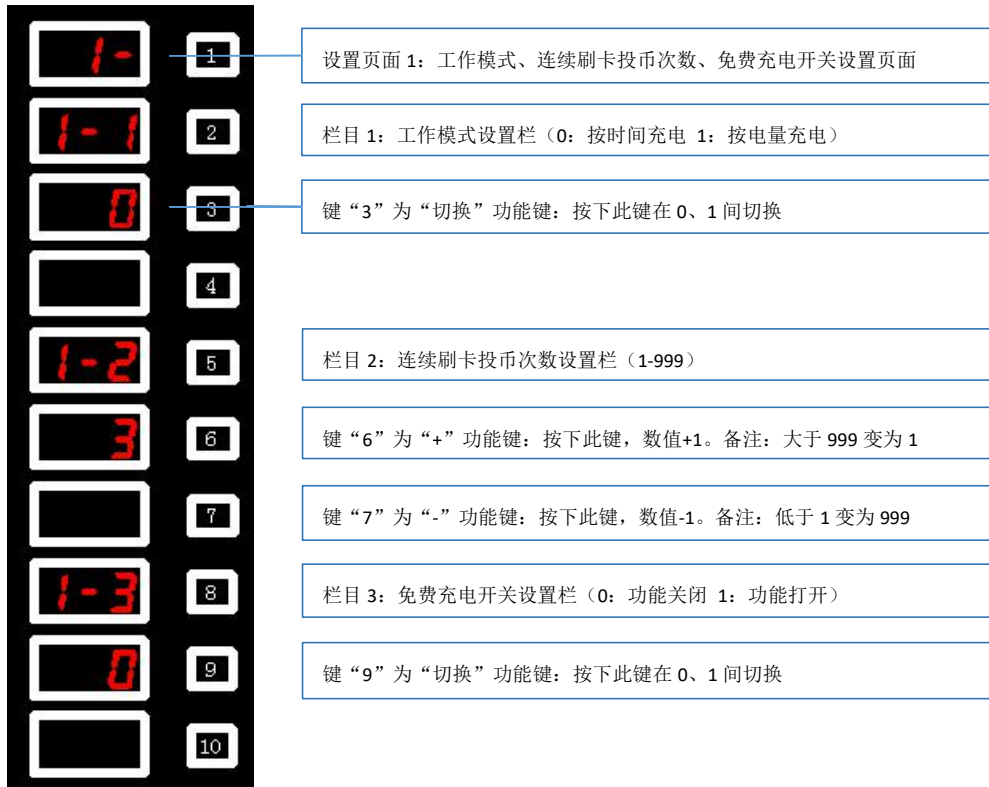 1- 1 设置页面 1：工作模式、连续刷卡投币次数、免费充电开关设置页面
1-1 2 栏目 1：工作模式设置栏（0：按时间充电 1：按电量充电）
0 3 键“3”为“切换”功能键：按下此键在 0、1 间切换
4
1-2 5 栏目 2：连续刷卡投币次数设置栏（1-999）
3 6 键“6”为“+”功能键：按下此键，数值+1。备注：大于 999 变为 1
7 键“7”为“-”功能键：按下此键，数值-1。备注：低于 1 变为 999
1-3 8 栏目 3：免费充电开关设置栏（0：功能关闭 1：功能打开）
0 9 键“9”为“切换”功能键：按下此键在 0、1 间切换
10